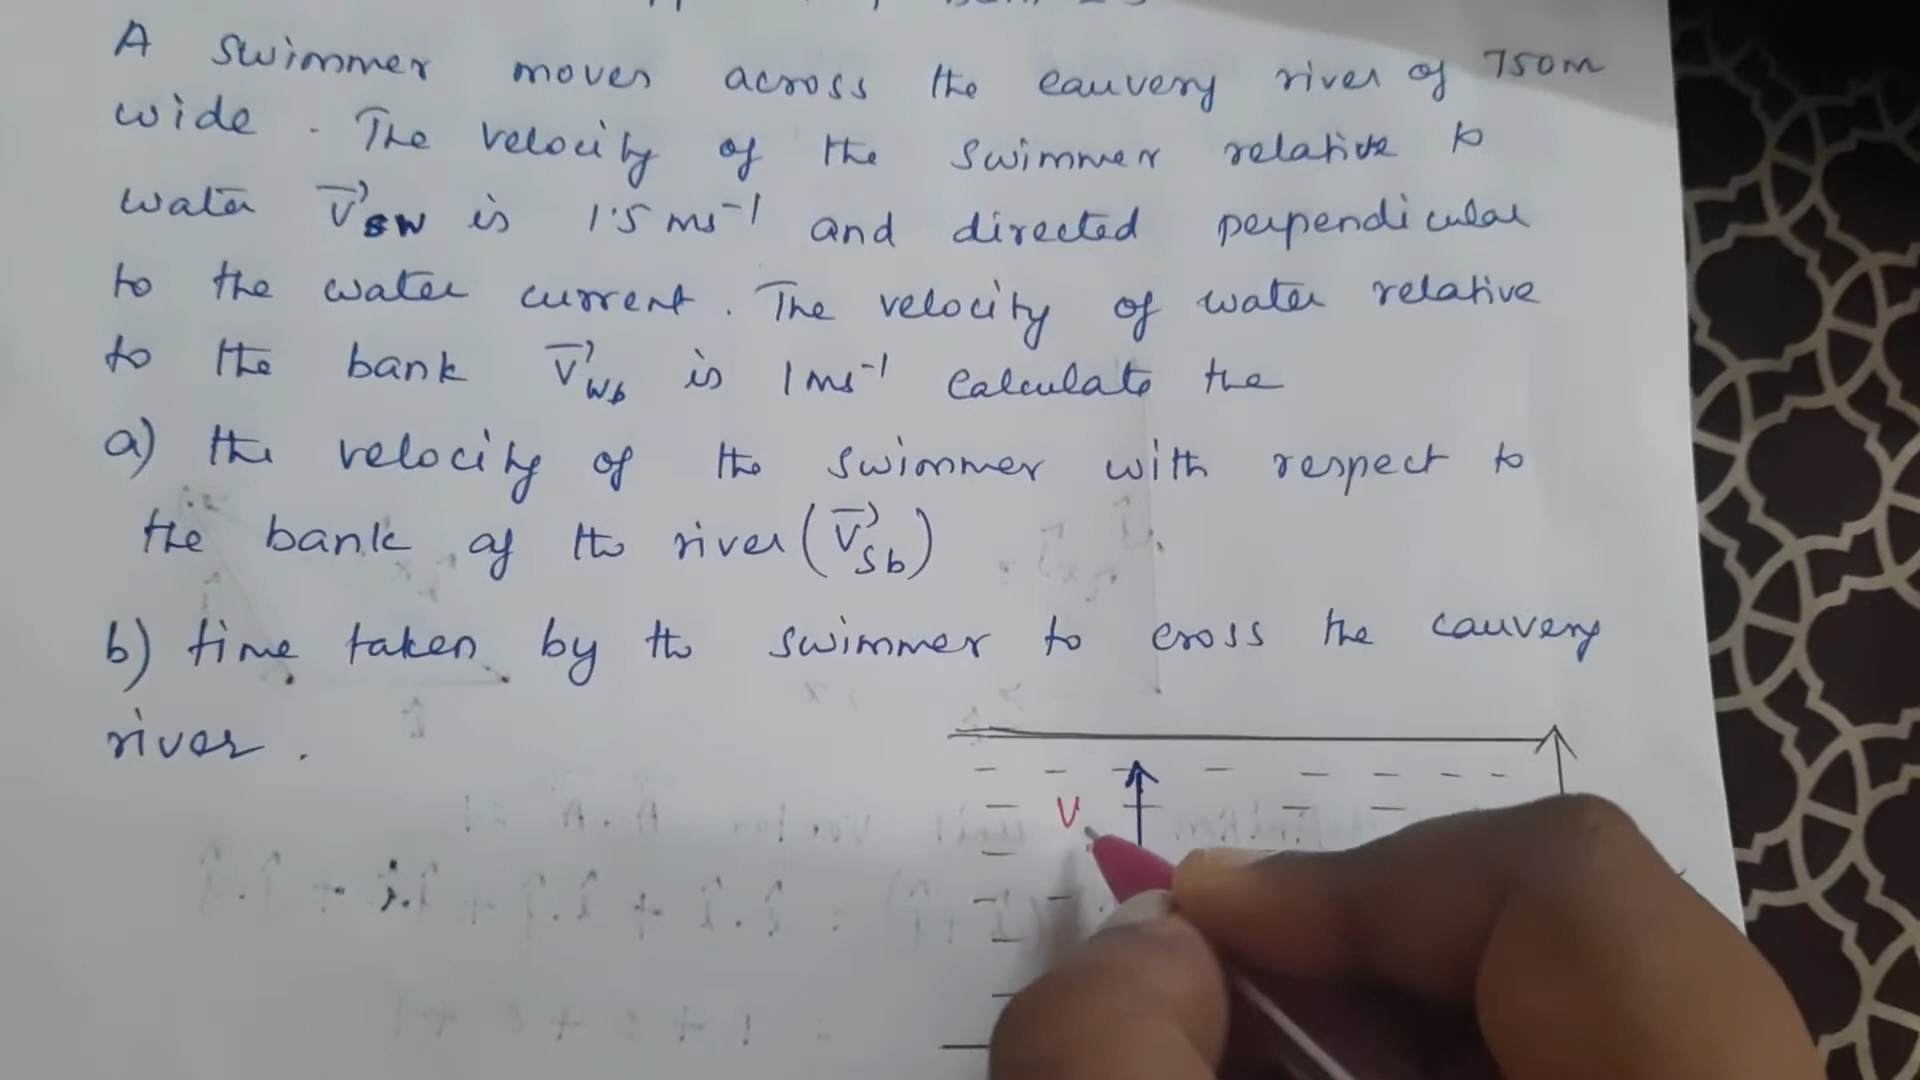 A swimmer moves across the cauvery river of 750m
wide. The velocity of the swimmer relative to
water V⃗sw is 1.5 ms⁻¹ and directed perpendicular
to the water current. The velocity of water relative
to the bank V⃗wb is 1 ms⁻¹ Calculate the
a) the velocity of the swimmer with respect to
the bank of the river (V⃗sb)
b) time taken by the swimmer to cross the cauvery
river.
V